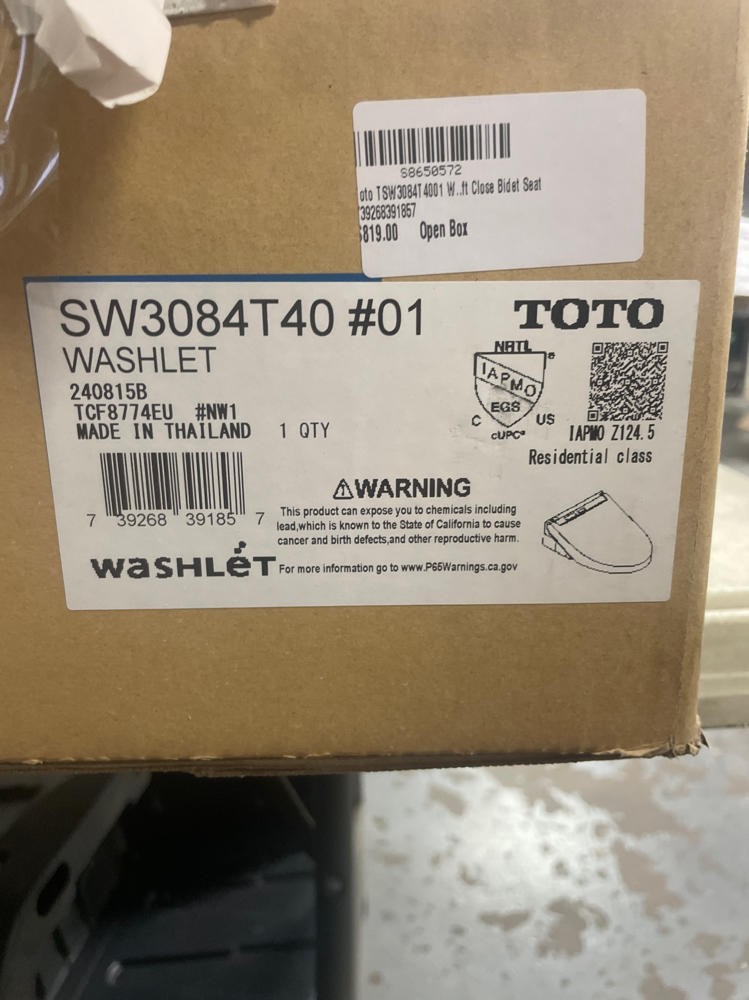 S8650572
oto TSW3084T4001 W..ft Close Bidet Seat
739268391857
$819.00 Open Box
SW3084T40 #01
TOTO
WASHLET
240815B
TCF8774EU #NW1
MADE IN THAILAND 1 QTY
NRTL
IAPMO
EGS
C US
cUPC®
IAPMO Z124.5
Residential class
7 39268 39185 7
⚠WARNING
This product can expose you to chemicals including
lead,which is known to the State of California to cause
cancer and birth defects,and other reproductive harm.
For more information go to www.P65Warnings.ca.gov
WASHLET